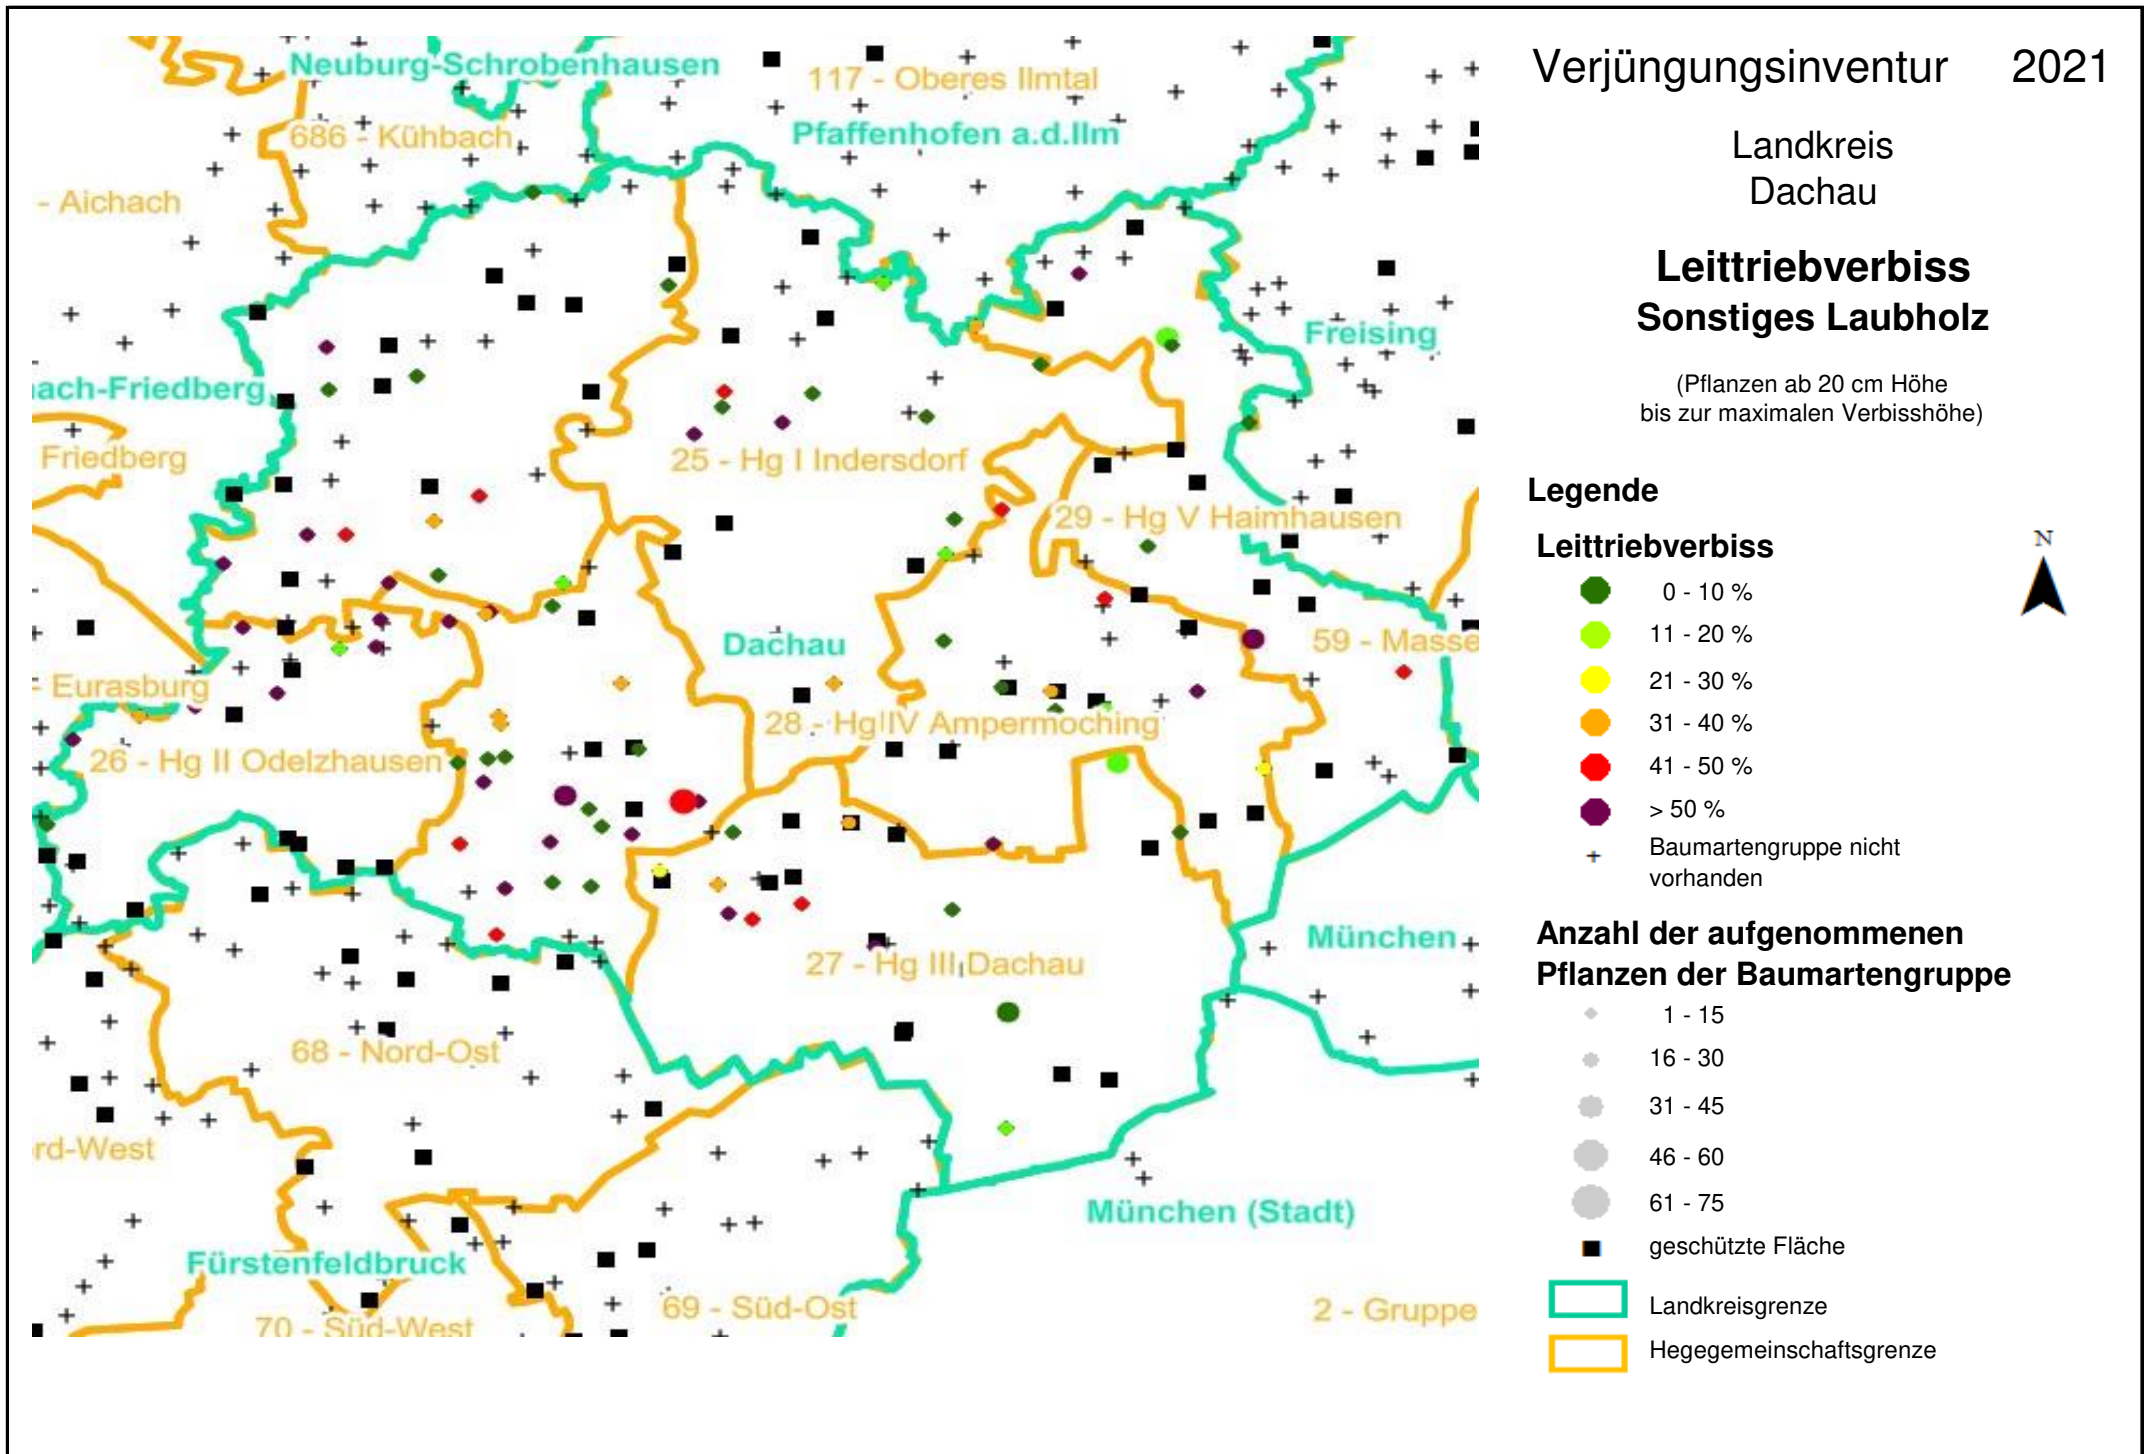 Verjüngungsinventur 2021
Landkreis
Dachau
Leittriebverbiss
Sonstiges Laubholz
(Pflanzen ab 20 cm Höhe
bis zur maximalen Verbisshöhe)
Legende
Leittriebverbiss
0 - 10 %
11 - 20 %
21 - 30 %
31 - 40 %
41 - 50 %
> 50 %
Baumartengruppe nicht
vorhanden
Anzahl der aufgenommenen
Pflanzen der Baumartengruppe
1 - 15
16 - 30
31 - 45
46 - 60
61 - 75
geschützte Fläche
Landkreisgrenze
Hegegemeinschaftsgrenze
N
Neuburg-Schrobenhausen
117 - Oberes Ilmtal
686 - Kühbach
Pfaffenhofen a.d.Ilm
- Aichach
Freising
ach-Friedberg
Friedberg
25 - Hg I Indersdorf
29 - Hg V Haimhausen
Dachau
59 - Masse
- Eurasburg
28 - Hg IV Ampermoching
26 - Hg II Odelzhausen
München
27 - Hg III Dachau
68 - Nord-Ost
rd-West
München (Stadt)
Fürstenfeldbruck
69 - Süd-Ost
2 - Gruppe
70 - Süd-West